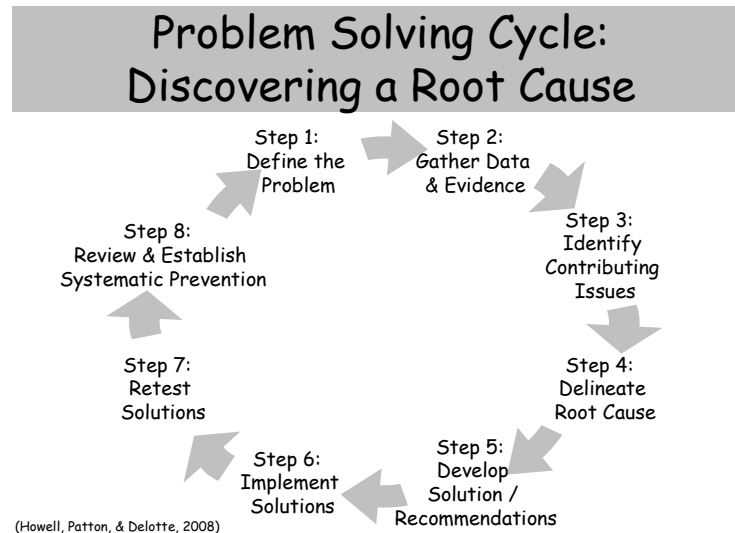 Problem Solving Cycle:
Discovering a Root Cause
Step 1:
Define the
Problem
Step 2:
Gather Data
& Evidence
Step 3:
Identify
Contributing
Issues
Step 4:
Delineate
Root Cause
Step 5:
Develop
Solution /
Recommendations
Step 6:
Implement
Solutions
Step 7:
Retest
Solutions
Step 8:
Review & Establish
Systematic Prevention
(Howell, Patton, & Delotte, 2008)